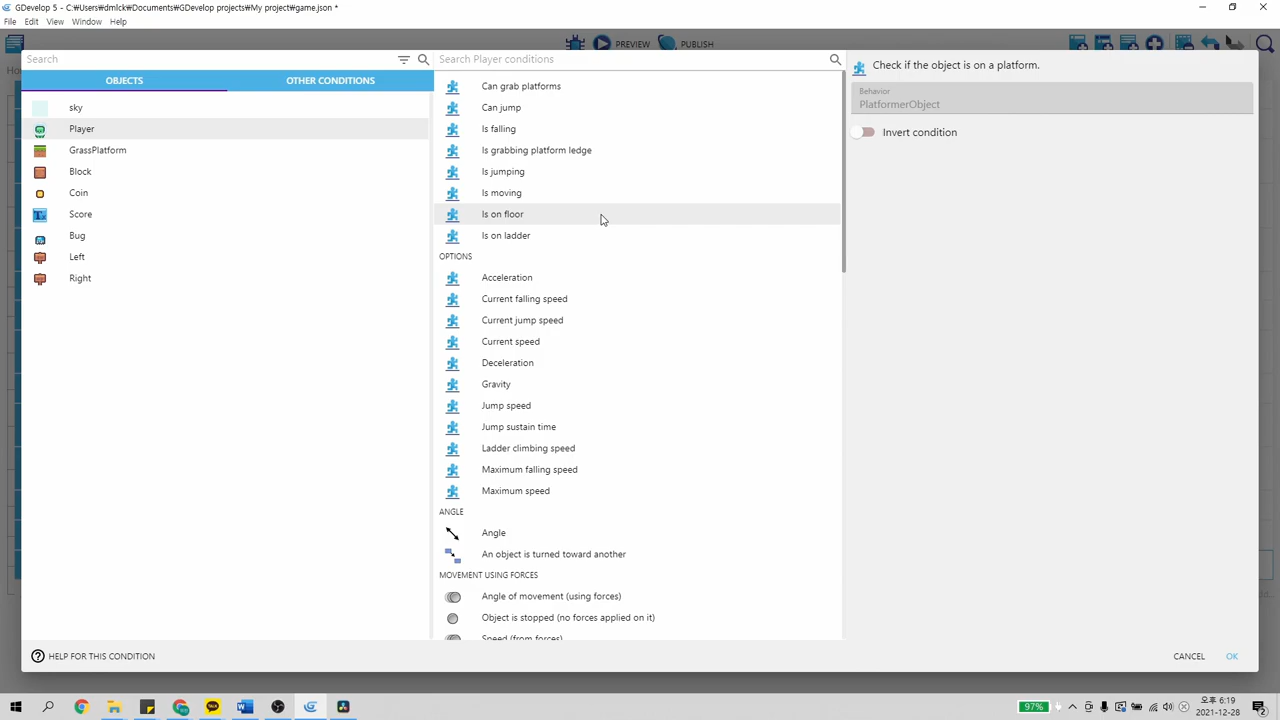 GDevelop 5 - C:₩Users₩dmlck₩Documents₩GDevelop projects₩My project₩game.json *
File Edit View Window Help
PREVIEW PUBLISH
Search
OBJECTS OTHER CONDITIONS
sky
Player
GrassPlatform
Block
Coin
Score
Bug
Left
Right
Search Player conditions
Can grab platforms
Can jump
Is falling
Is grabbing platform ledge
Is jumping
Is moving
Is on floor
Is on ladder
OPTIONS
Acceleration
Current falling speed
Current jump speed
Current speed
Deceleration
Gravity
Jump speed
Jump sustain time
Ladder climbing speed
Maximum falling speed
Maximum speed
ANGLE
Angle
An object is turned toward another
MOVEMENT USING FORCES
Angle of movement (using forces)
Object is stopped (no forces applied on it)
Speed (from forces)
Check if the object is on a platform.
Behavior
PlatformerObject
Invert condition
HELP FOR THIS CONDITION
CANCEL OK
97%
오후 6:19
2021-12-28
2